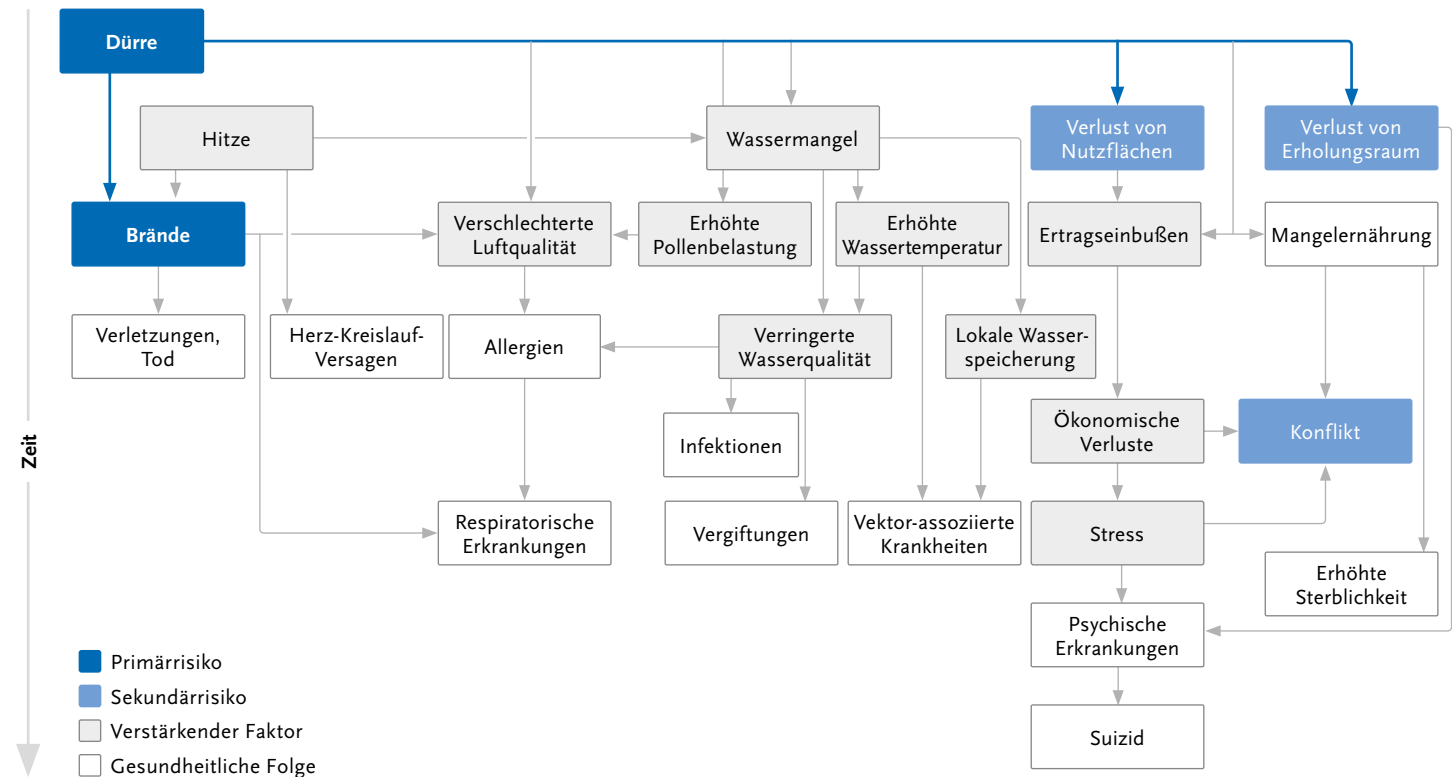 Dürre
Hitze
Wassermangel
Verlust von
Nutzflächen
Verlust von
Erholungsraum
Brände
Verschlechterte
Luftqualität
Erhöhte
Pollenbelastung
Erhöhte
Wassertemperatur
Ertragseinbußen
Mangelernährung
Verletzungen,
Tod
Herz-Kreislauf-
Versagen
Allergien
Verringerte
Wasserqualität
Lokale Wasser-
speicherung
Infektionen
Ökonomische
Verluste
Konflikt
Zeit
Respiratorische
Erkrankungen
Vergiftungen
Vektor-assoziierte
Krankheiten
Stress
Erhöhte
Sterblichkeit
Psychische
Erkrankungen
Suizid
Primärrisiko
Sekundärrisiko
Verstärkender Faktor
Gesundheitliche Folge